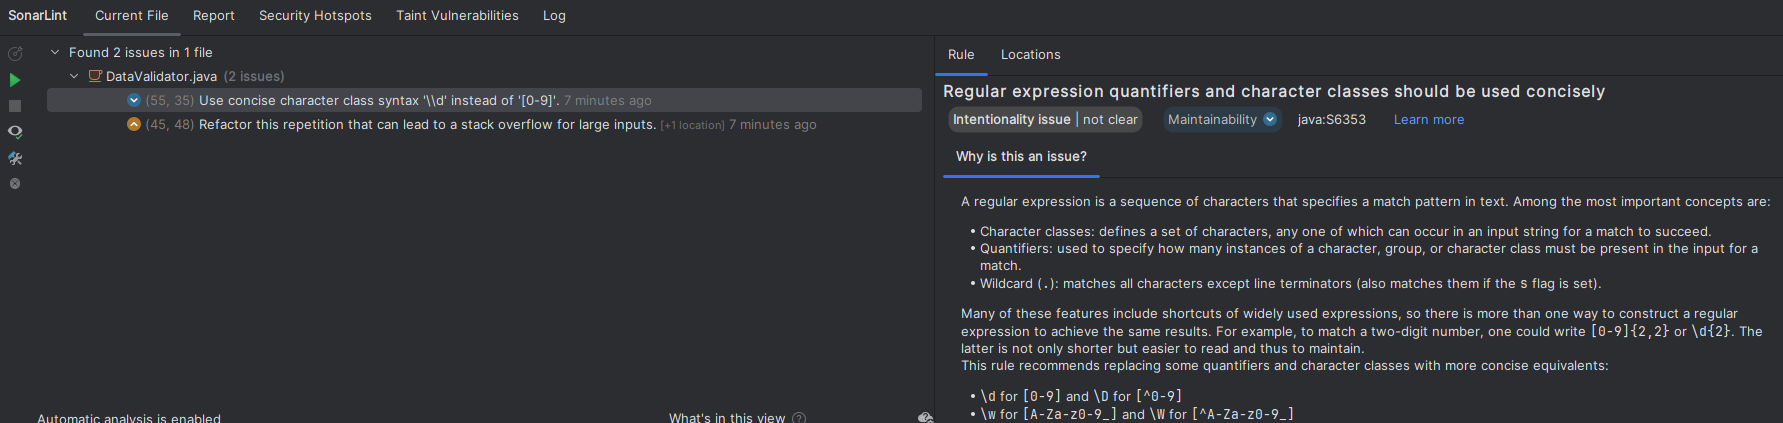 SonarLint Current File Report Security Hotspots Taint Vulnerabilities Log
Found 2 issues in 1 file
DataValidator.java (2 issues)
(55, 35) Use concise character class syntax '\\d' instead of '[0-9]'. 7 minutes ago
(45, 48) Refactor this repetition that can lead to a stack overflow for large inputs. [+1 location] 7 minutes ago
Automatic analysis is enabled
What's in this view ?
Rule Locations
Regular expression quantifiers and character classes should be used concisely
Intentionality issue | not clear Maintainability java:S6353 Learn more
Why is this an issue?
A regular expression is a sequence of characters that specifies a match pattern in text. Among the most important concepts are:
• Character classes: defines a set of characters, any one of which can occur in an input string for a match to succeed.
• Quantifiers: used to specify how many instances of a character, group, or character class must be present in the input for a
match.
• Wildcard (.): matches all characters except line terminators (also matches them if the s flag is set).
Many of these features include shortcuts of widely used expressions, so there is more than one way to construct a regular
expression to achieve the same results. For example, to match a two-digit number, one could write [0-9]{2,2} or \d{2}. The
latter is not only shorter but easier to read and thus to maintain.
This rule recommends replacing some quantifiers and character classes with more concise equivalents:
• \d for [0-9] and \D for [^0-9]
• \w for [A-Za-z0-9_] and \W for [^A-Za-z0-9_]